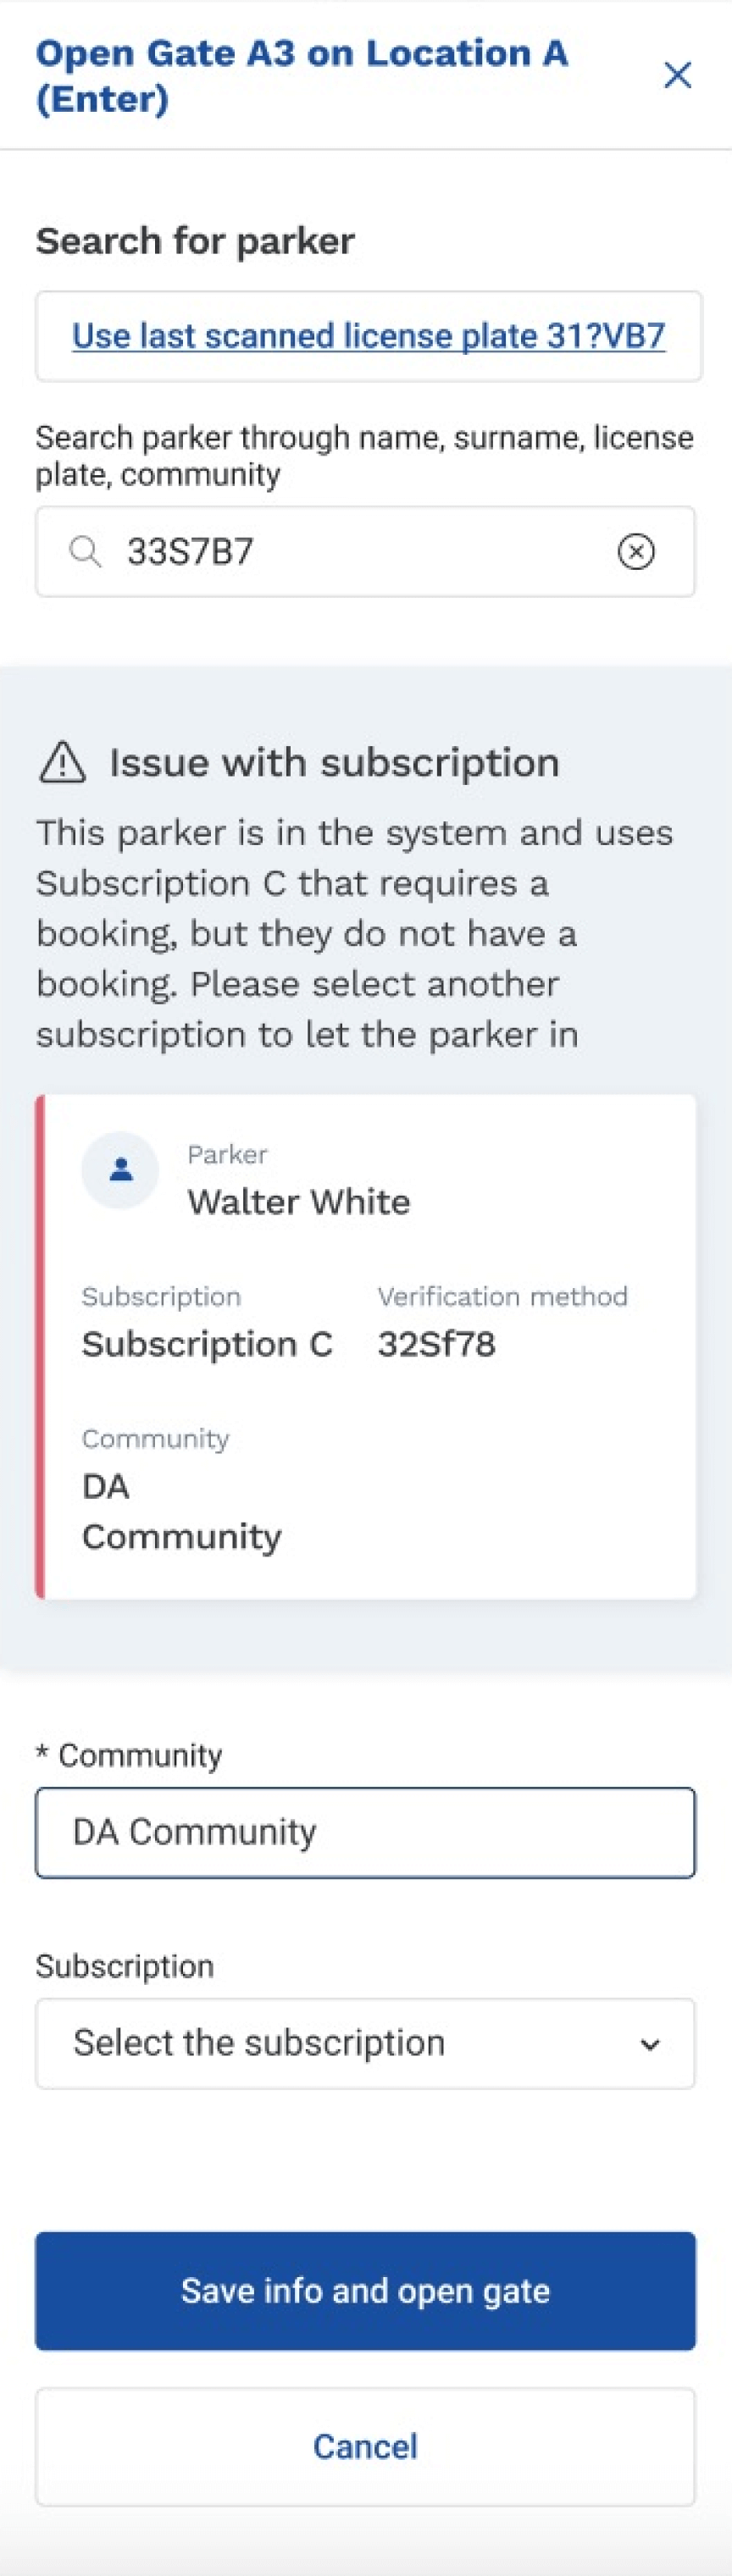 Open Gate A3 on Location A
(Enter)
Search for parker
Use last scanned license plate 31?VB7
Search parker through name, surname, license
plate, community
33S7B7
Issue with subscription
This parker is in the system and uses
Subscription C that requires a
booking, but they do not have a
booking. Please select another
subscription to let the parker in
Parker
Walter White
Subscription
Verification method
Subscription C
32Sf78
Community
DA
Community
* Community
DA Community
Subscription
Select the subscription
Save info and open gate
Cancel